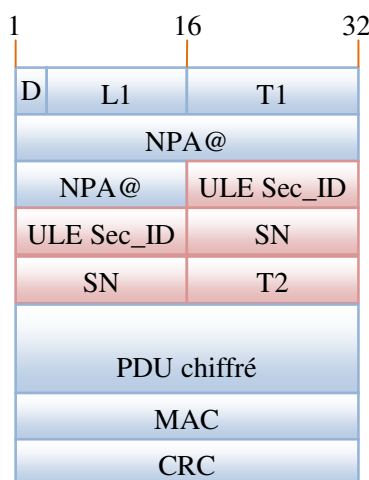 1 16 32
D L1 T1
NPA@
NPA@ ULE Sec_ID
ULE Sec_ID SN
SN T2
PDU chiffré
MAC
CRC